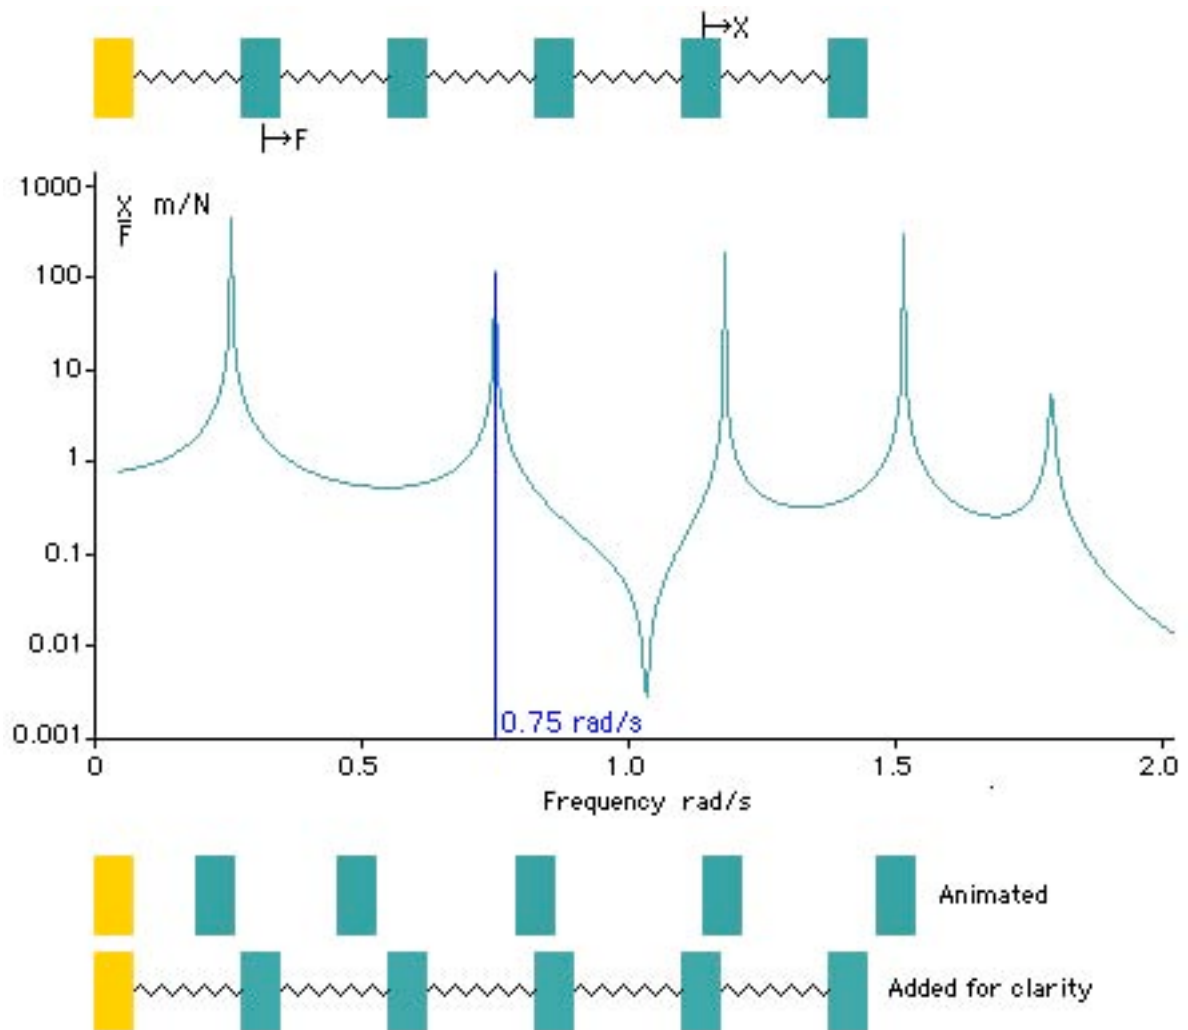 X
F
1000
X
F
m/N
100
10
1
0.1
0.01
0.001
0.75 rad/s
0 0.5 1.0 1.5 2.0
Frequency rad/s
Animated
Added for clarity